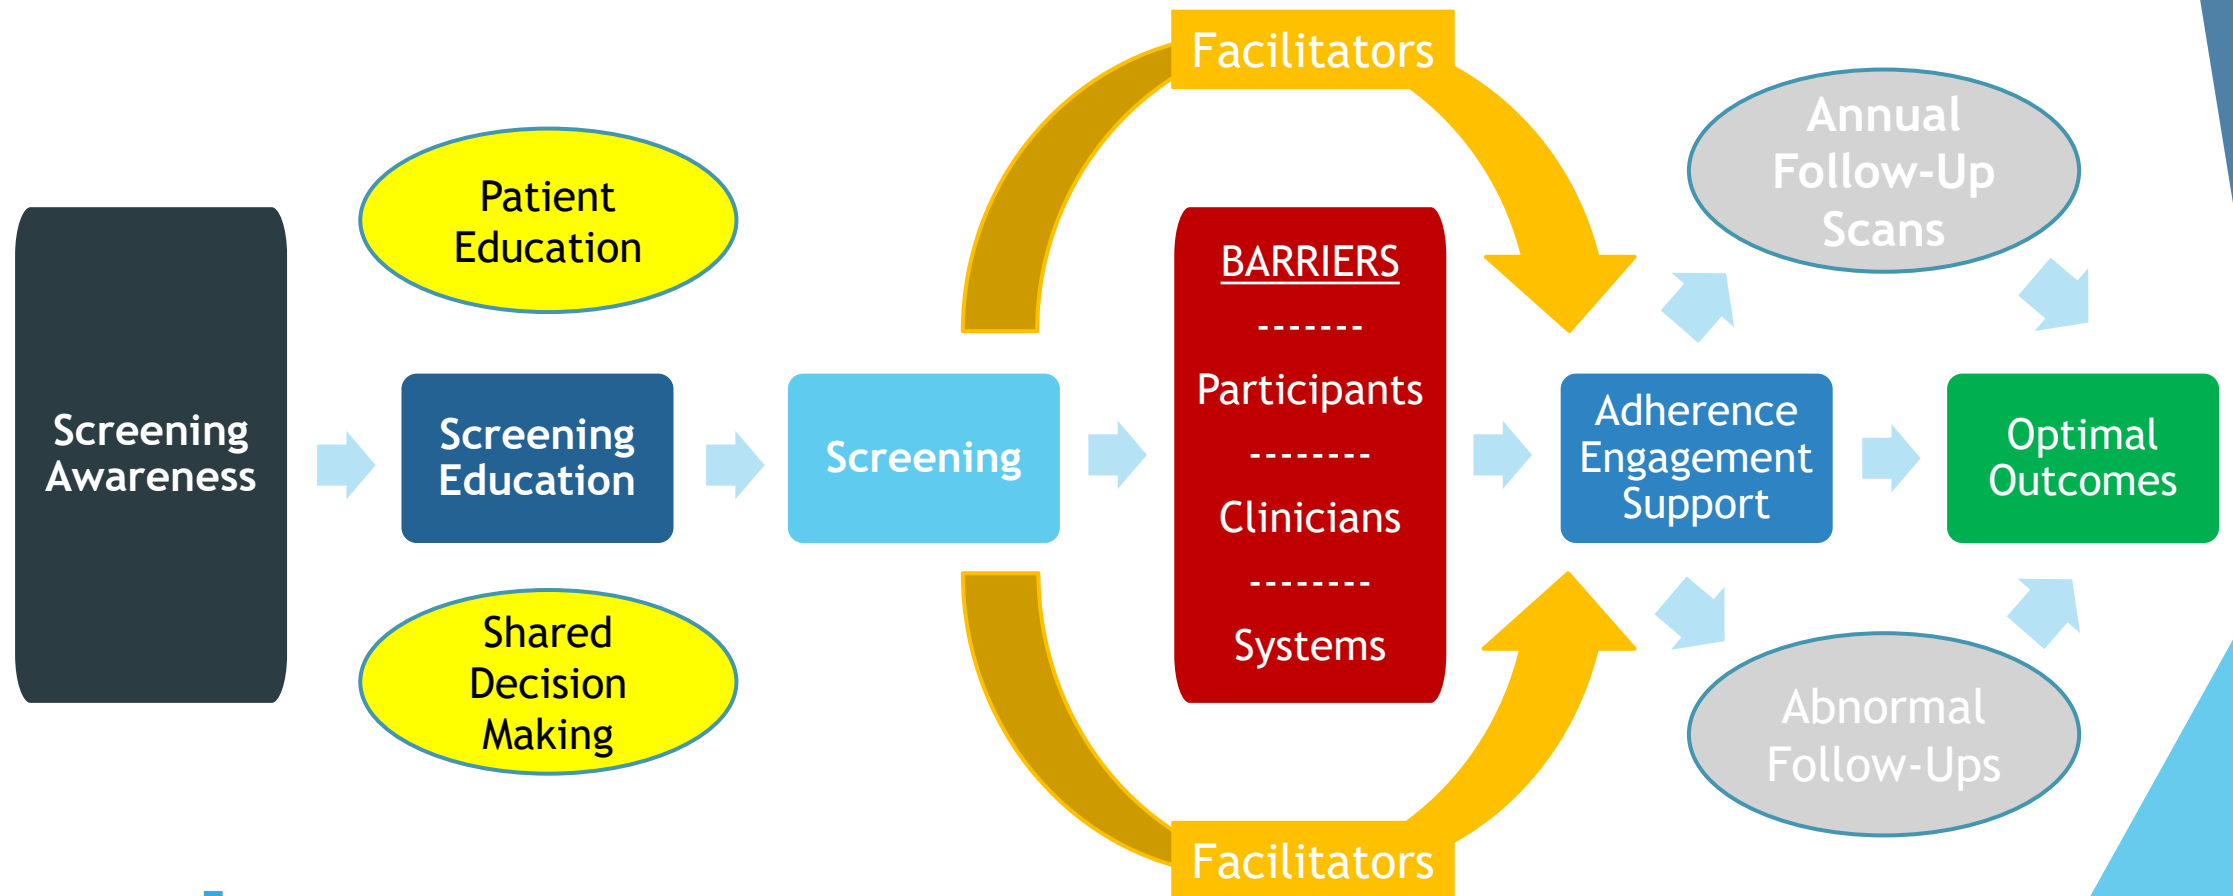 Facilitators
Annual
Follow-Up
Scans
Patient
Education
Screening
Awareness
Screening
Education
Screening
BARRIERS
-------
Participants
--------
Clinicians
--------
Systems
Adherence
Engagement
Support
Optimal
Outcomes
Shared
Decision
Making
Abnormal
Follow-Ups
Facilitators